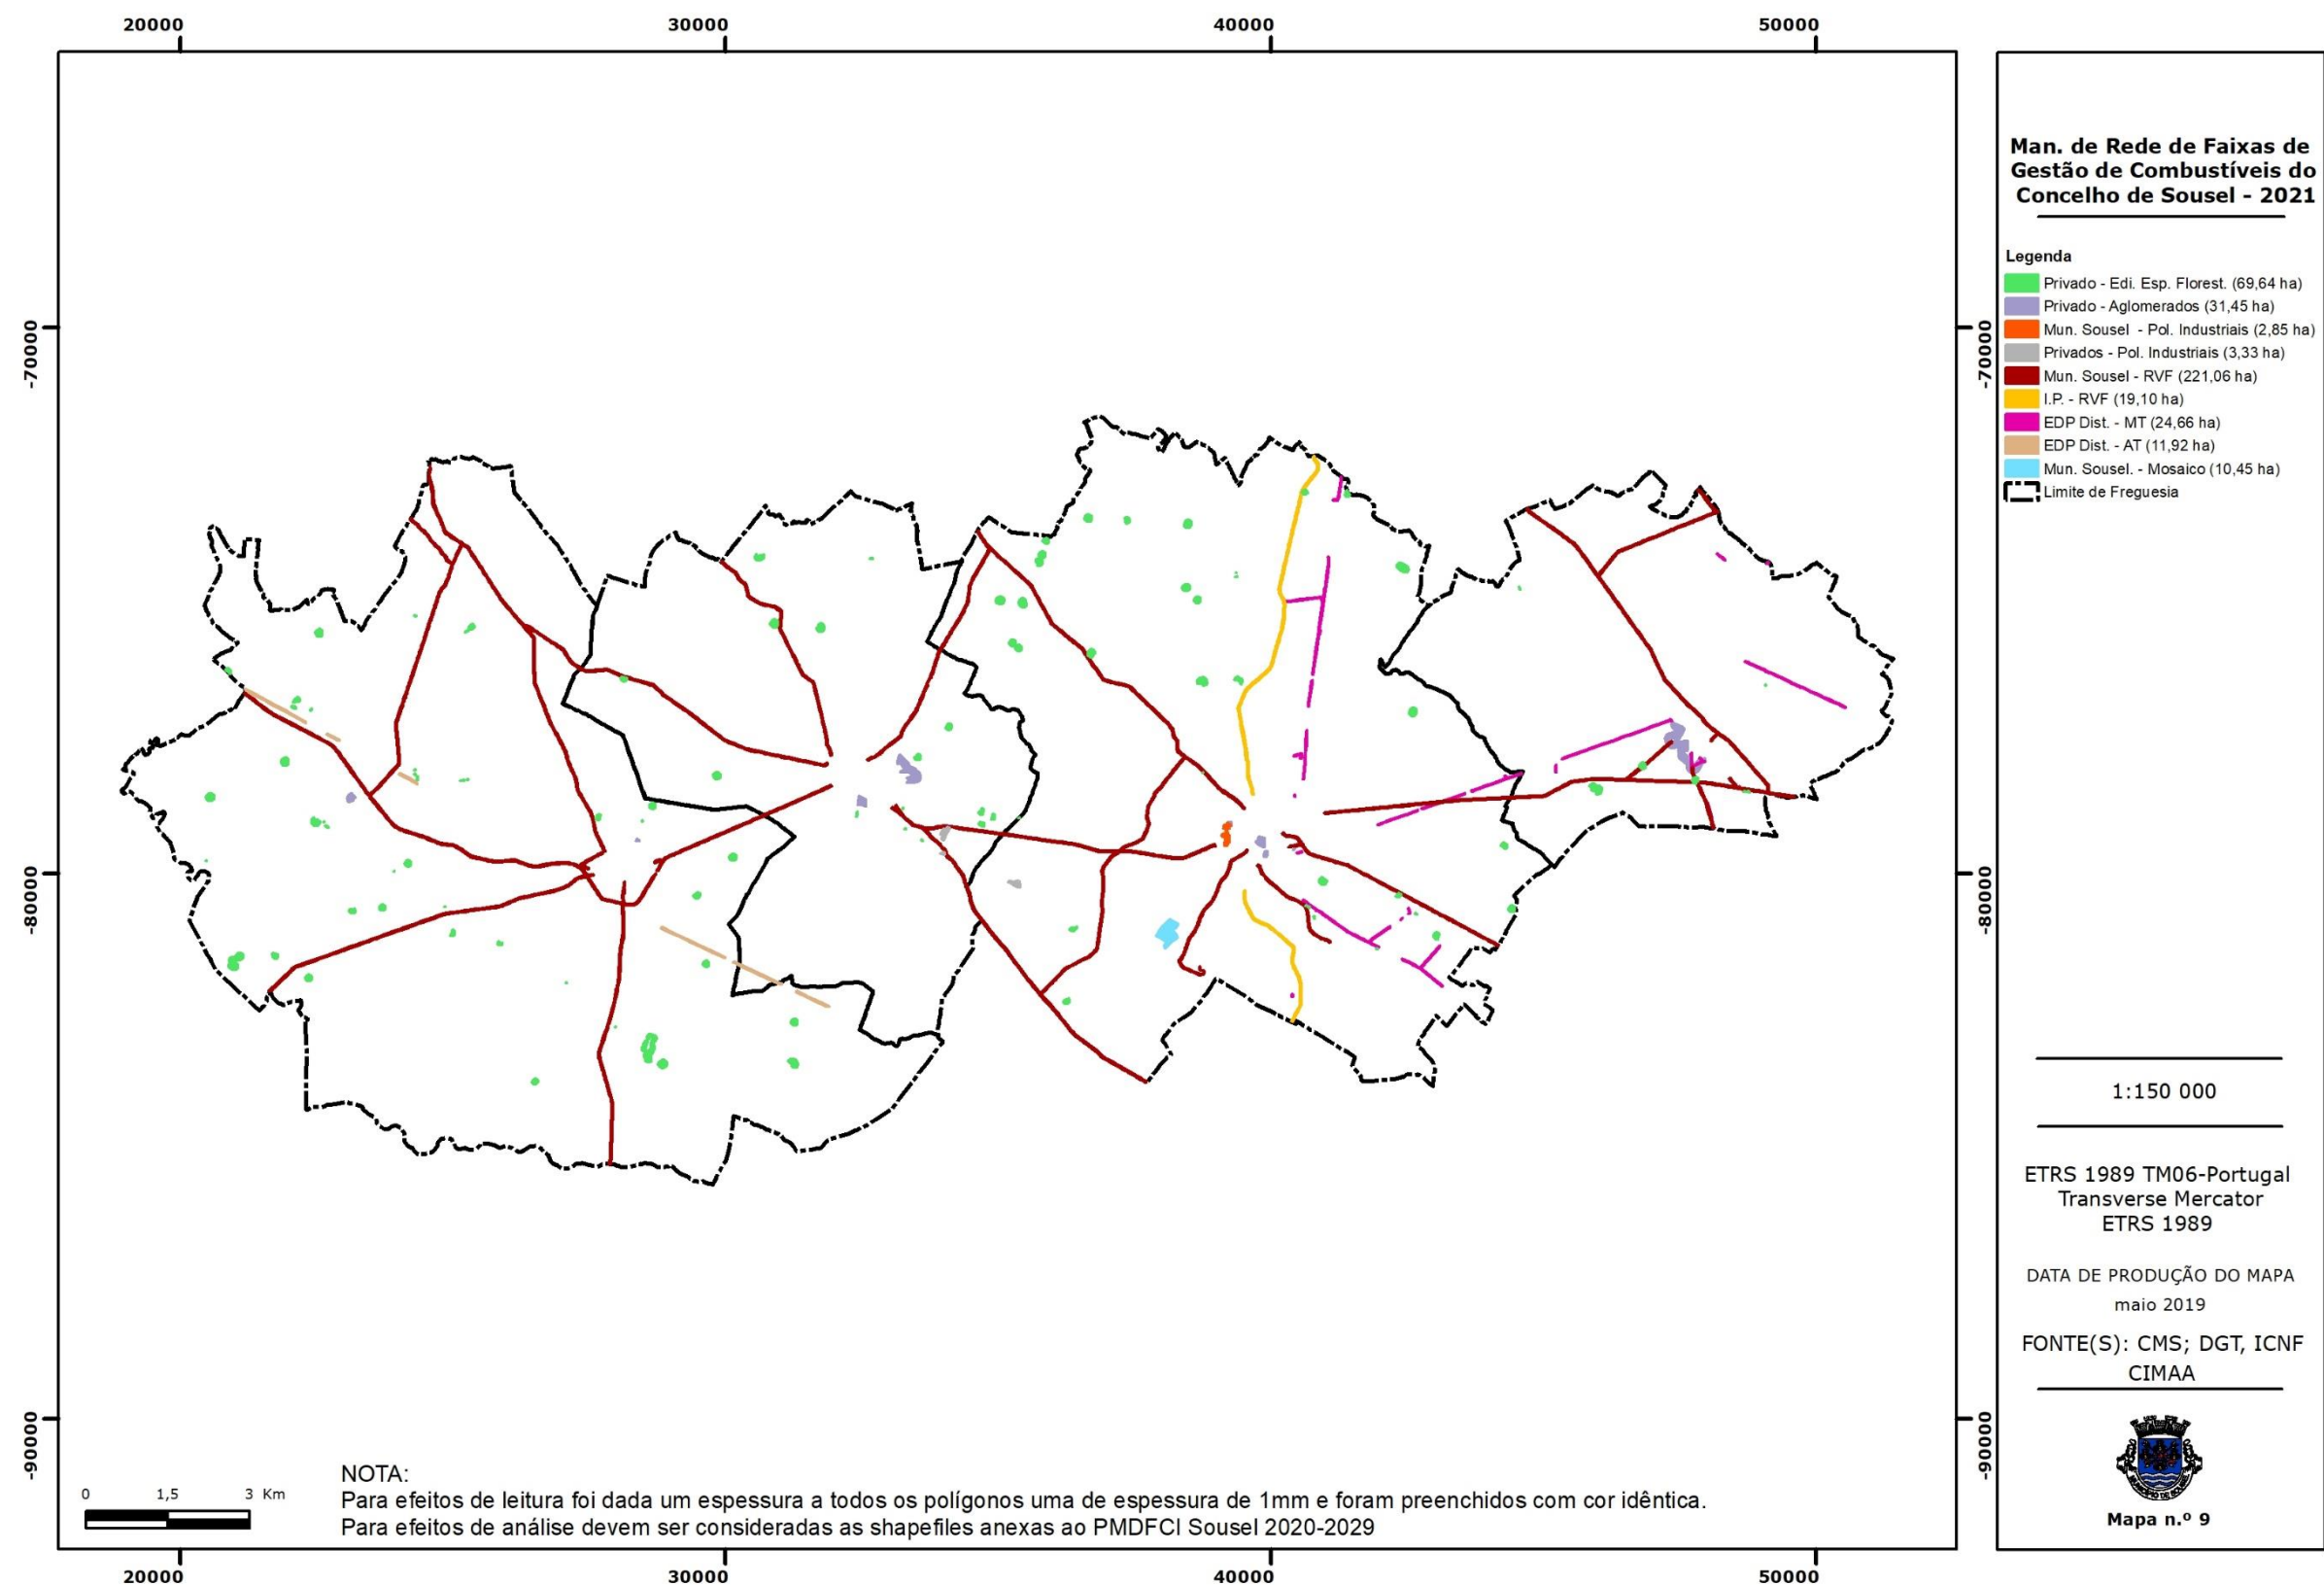 20000 30000 40000 50000
Man. de Rede de Faixas de
Gestão de Combustíveis do
Concelho de Sousel - 2021
Legenda
Privado - Edi. Esp. Florest. (69,64 ha)
Privado - Aglomerados (31,45 ha)
Mun. Sousel - Pol. Industriais (2,85 ha)
Privados - Pol. Industriais (3,33 ha)
Mun. Sousel - RVF (221,06 ha)
I.P. - RVF (19,10 ha)
EDP Dist. - MT (24,66 ha)
EDP Dist. - AT (11,92 ha)
Mun. Sousel. - Mosaico (10,45 ha)
Limite de Freguesia
-70000 -70000
-80000 -80000
-90000 -90000
1:150 000
ETRS 1989 TM06-Portugal
Transverse Mercator
ETRS 1989
DATA DE PRODUÇÃO DO MAPA
maio 2019
FONTE(S): CMS; DGT, ICNF
CIMAA
Mapa n.º 9
0 1,5 3 Km
NOTA:
Para efeitos de leitura foi dada um espessura a todos os polígonos uma de espessura de 1mm e foram preenchidos com cor idêntica.
Para efeitos de análise devem ser consideradas as shapefiles anexas ao PMDFCI Sousel 2020-2029
20000 30000 40000 50000